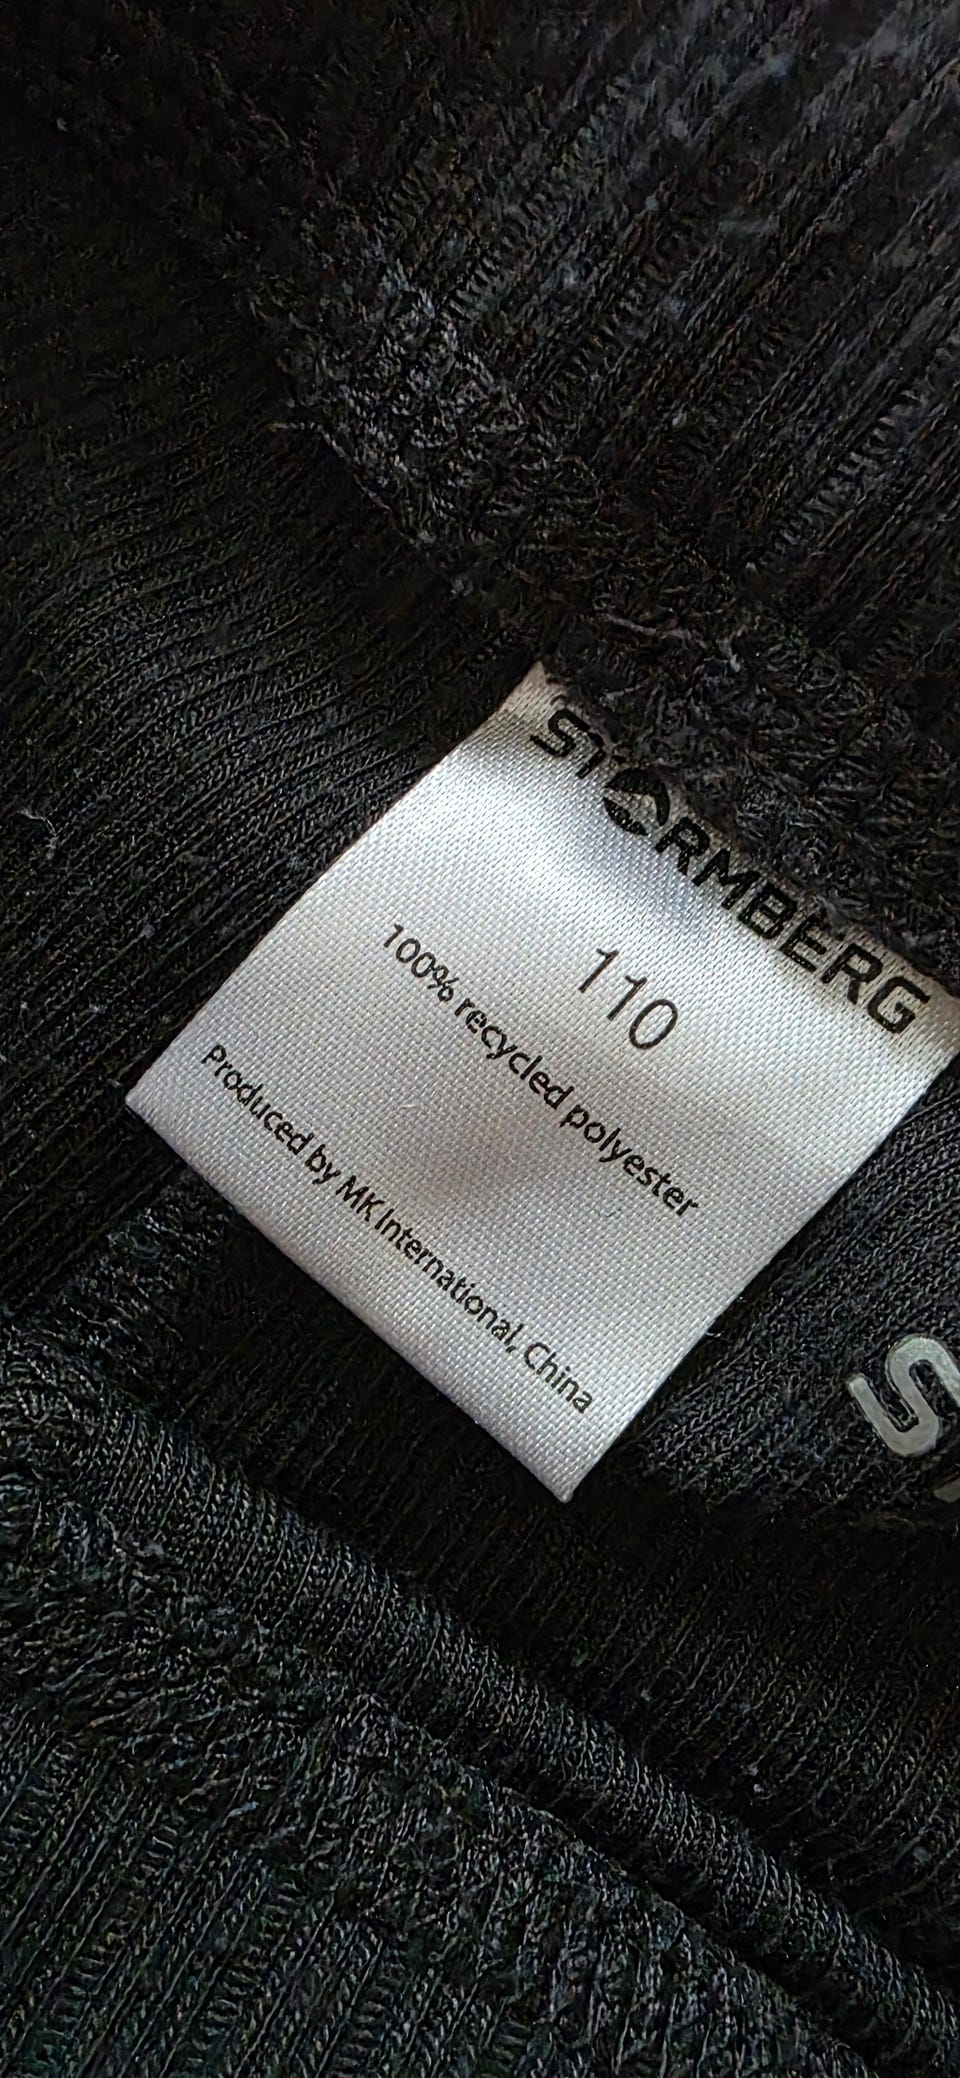 STORMBERG
110
100% recycled polyester
Produced by MK International, China
S